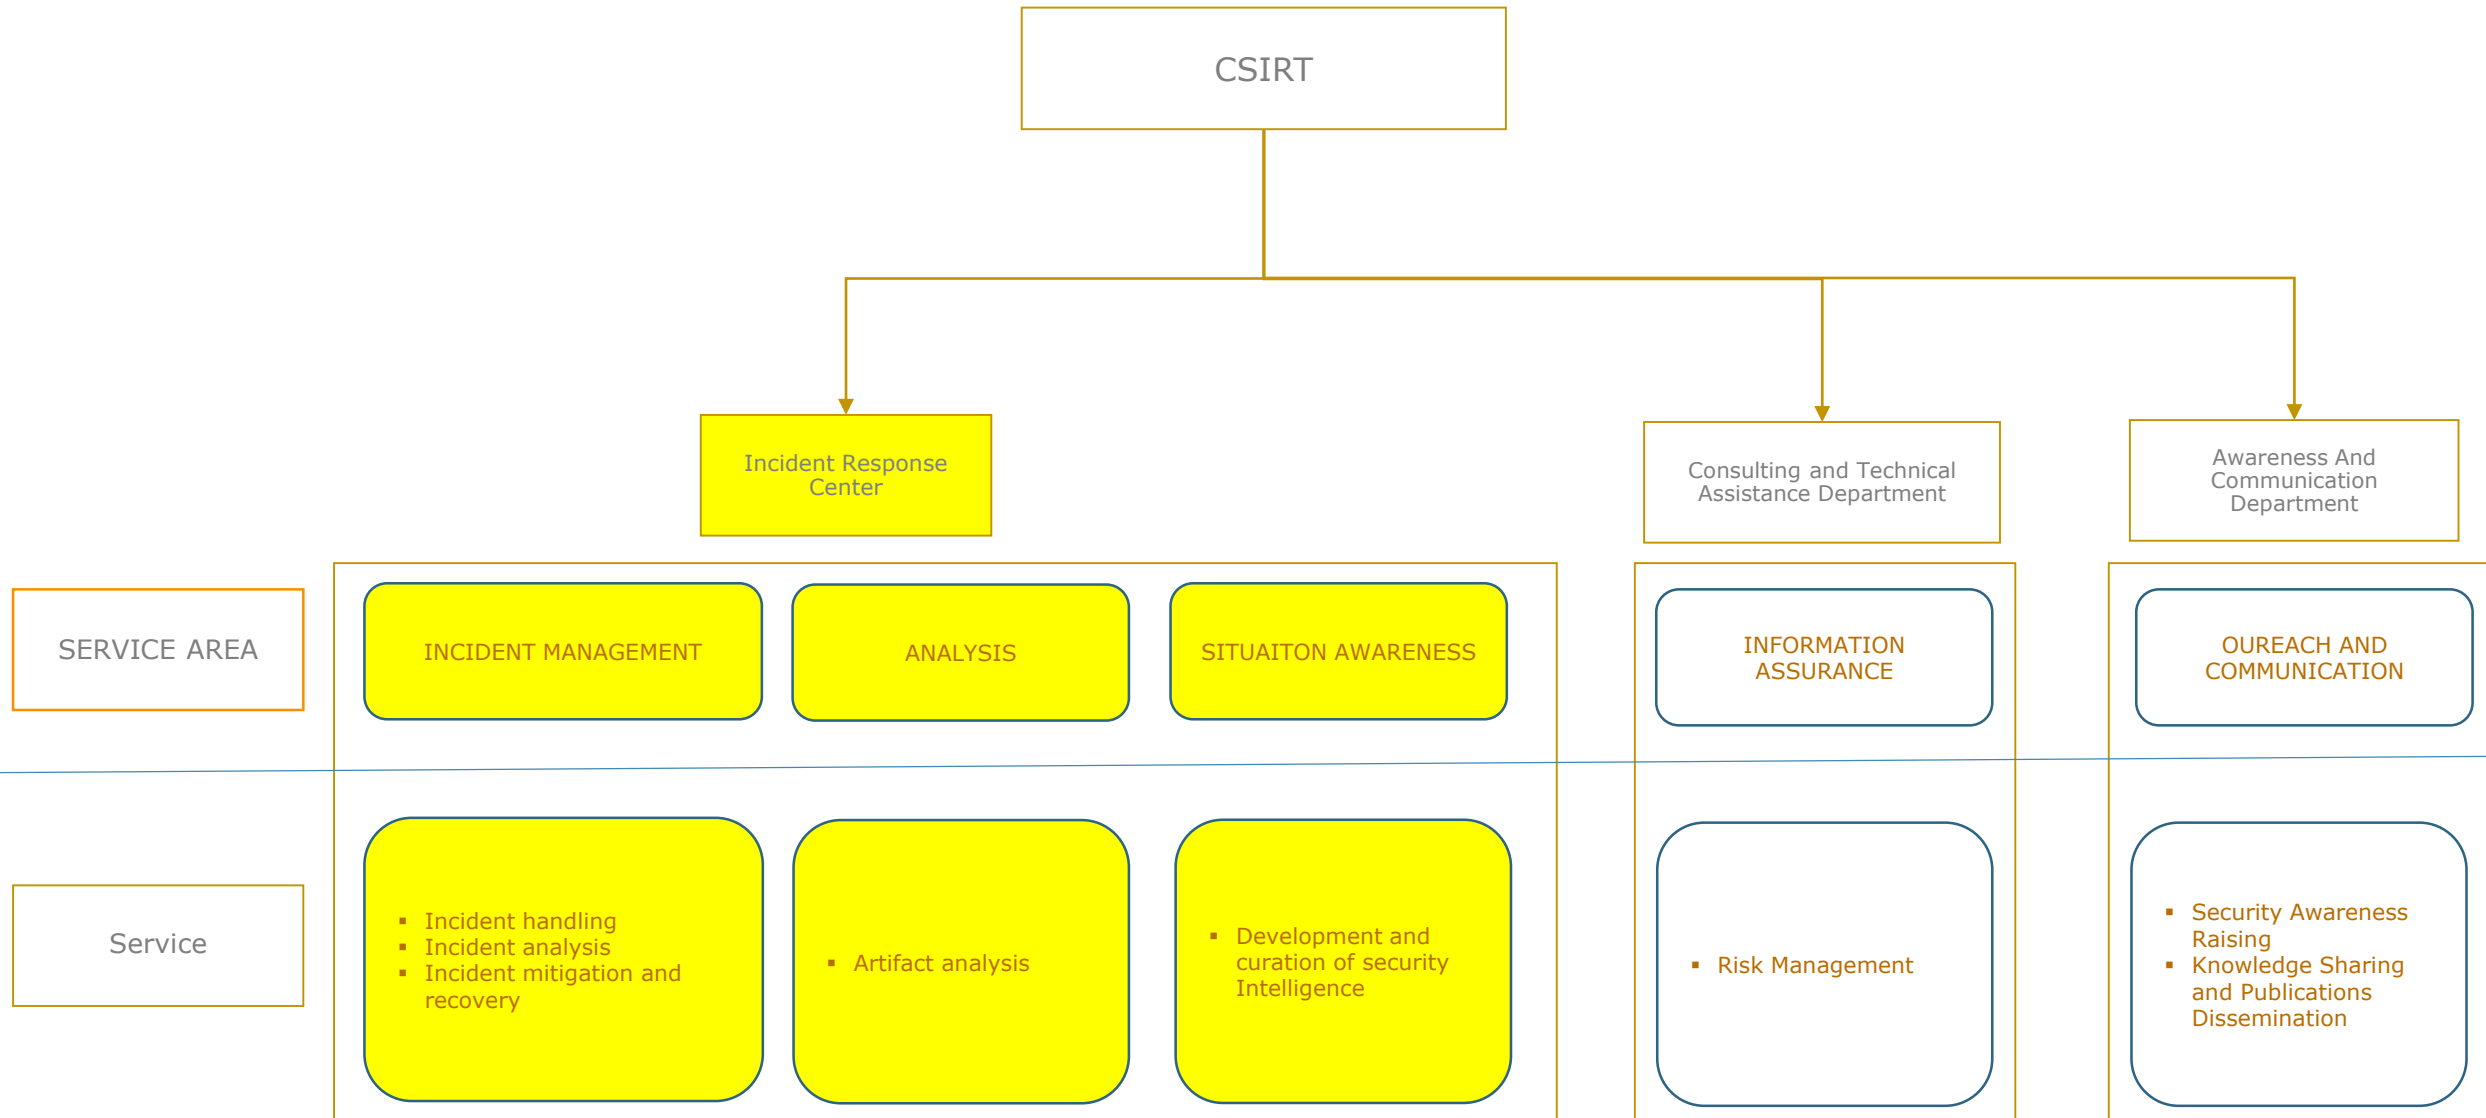 CSIRT
Incident Response
Center
Consulting and Technical
Assistance Department
Awareness And
Communication
Department
SERVICE AREA
INCIDENT MANAGEMENT
ANALYSIS
SITUAITON AWARENESS
INFORMATION
ASSURANCE
OUREACH AND
COMMUNICATION
Service
▪ Incident handling
▪ Incident analysis
▪ Incident mitigation and
recovery
▪ Artifact analysis
▪ Development and
curation of security
Intelligence
▪ Risk Management
▪ Security Awareness
Raising
▪ Knowledge Sharing
and Publications
Dissemination